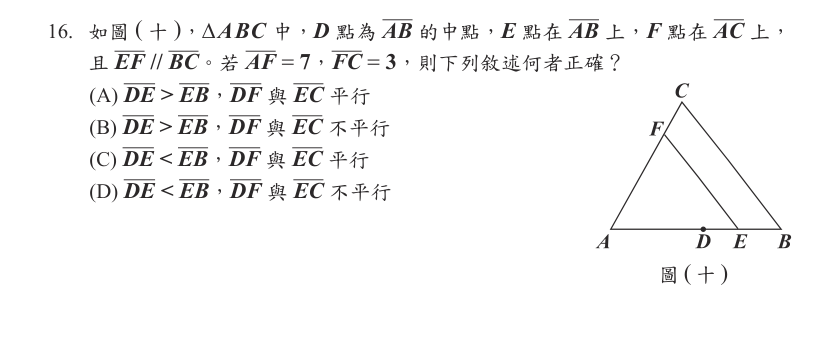 16. 如圖(十)，ΔABC 中，D 點為 AB 的中點，E 點在 AB 上，F 點在 AC 上，
且 EF // BC。若 AF = 7，FC = 3，則下列敘述何者正確？
(A) DE > EB，DF 與 EC 平行
(B) DE > EB，DF 與 EC 不平行
(C) DE < EB，DF 與 EC 平行
(D) DE < EB，DF 與 EC 不平行
C
F
A D E B
圖(十)